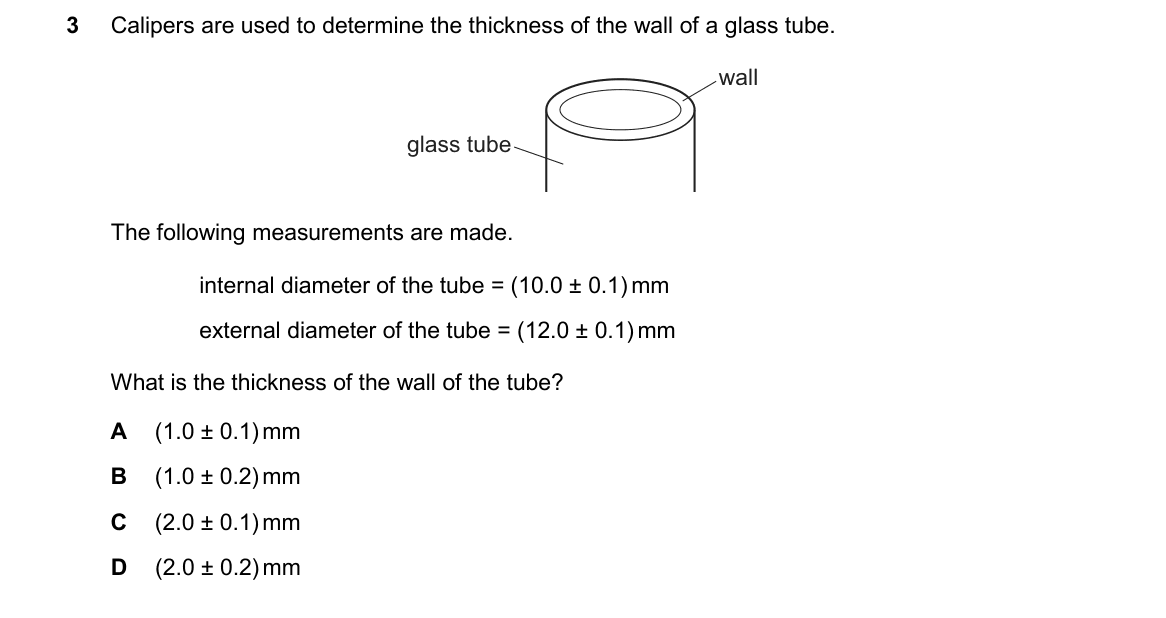 3 Calipers are used to determine the thickness of the wall of a glass tube.
wall
glass tube
The following measurements are made.
internal diameter of the tube = (10.0 ± 0.1) mm
external diameter of the tube = (12.0 ± 0.1) mm
What is the thickness of the wall of the tube?
A (1.0 ± 0.1) mm
B (1.0 ± 0.2) mm
C (2.0 ± 0.1) mm
D (2.0 ± 0.2) mm